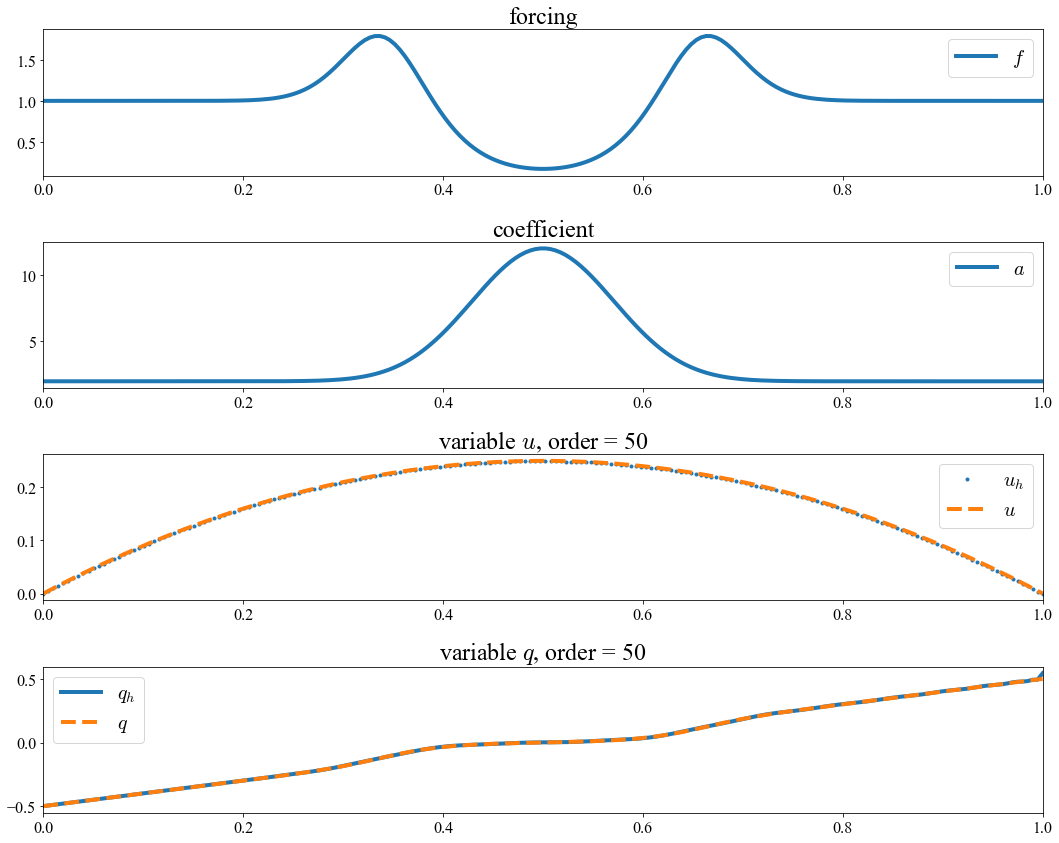 forcing
1.5
1.0
0.5
f
0.0 0.2 0.4 0.6 0.8 1.0
coefficient
10
5
a
0.0 0.2 0.4 0.6 0.8 1.0
variable u, order = 50
0.2
0.1
0.0
u_h
u
0.0 0.2 0.4 0.6 0.8 1.0
variable q, order = 50
0.5
0.0
−0.5
q_h
q
0.0 0.2 0.4 0.6 0.8 1.0